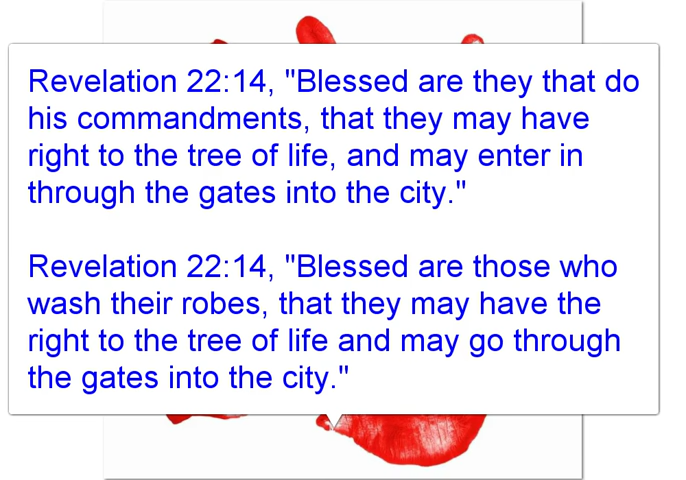 Revelation 22:14, "Blessed are they that do
his commandments, that they may have
right to the tree of life, and may enter in
through the gates into the city."
Revelation 22:14, "Blessed are those who
wash their robes, that they may have the
right to the tree of life and may go through
the gates into the city."